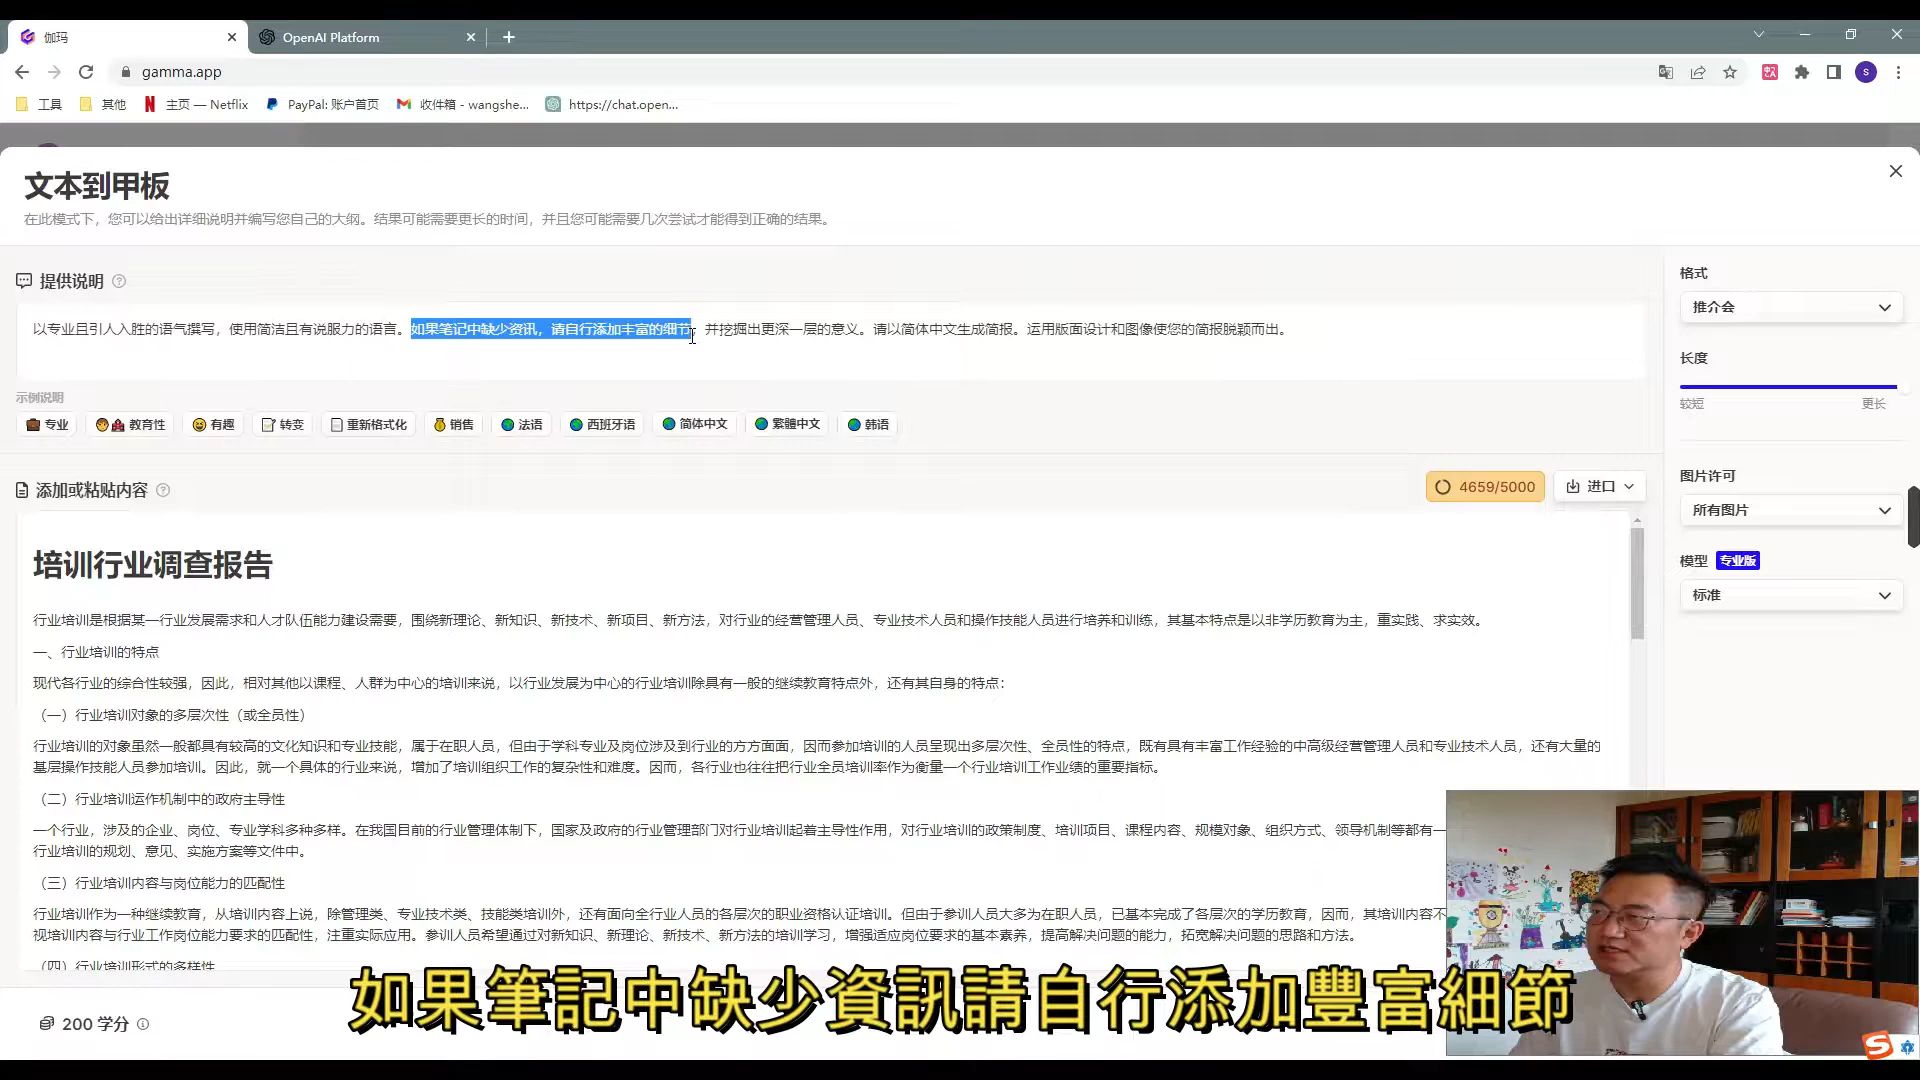 伽玛
OpenAI Platform
gamma.app
工具
其他
主页 — Netflix
PayPal: 账户首页
收件箱 - wangshe...
https://chat.open...
文本到甲板
在此模式下，您可以给出详细说明并编写您自己的大纲。结果可能需要更长的时间，并且您可能需要几次尝试才能得到正确的结果。
提供说明
以专业且引人入胜的语气撰写，使用简洁且有说服力的语言。如果笔记中缺少资讯，请自行添加丰富的细节，并挖掘出更深一层的意义。请以简体中文生成简报。运用版面设计和图像使您的简报脱颖而出。
示例说明
专业
教育性
有趣
转变
重新格式化
销售
法语
西班牙语
简体中文
繁體中文
韩语
添加或粘贴内容
4659/5000
进口
培训行业调查报告
行业培训是根据某一行业发展需求和人才队伍能力建设需要，围绕新理论、新知识、新技术、新项目、新方法，对行业的经营管理人员、专业技术人员和操作技能人员进行培养和训练，其基本特点是以非学历教育为主，重实践、求实效。
一、行业培训的特点
现代各行业的综合性较强，因此，相对其他以课程、人群为中心的培训来说，以行业发展为中心的行业培训除具有一般的继续教育特点外，还有其自身的特点：
（一）行业培训对象的多层次性（或全员性）
行业培训的对象虽然一般都具有较高的文化知识和专业技能，属于在职人员，但由于学科专业及岗位涉及到行业的方方面面，因而参加培训的人员呈现出多层次性、全员性的特点，既有具有丰富工作经验的中高级经营管理人员和专业技术人员，还有大量的
基层操作技能人员参加培训。因此，就一个具体的行业来说，增加了培训组织工作的复杂性和难度。因而，各行业也往往把行业全员培训率作为衡量一个行业培训工作业绩的重要指标。
（二）行业培训运作机制中的政府主导性
一个行业，涉及的企业、岗位、专业学科多种多样。在我国目前的行业管理体制下，国家及政府的行业管理部门对行业培训起着主导性作用，对行业培训的政策制度、培训项目、课程内容、规模对象、组织方式、领导机制等都有一
行业培训的规划、意见、实施方案等文件中。
（三）行业培训内容与岗位能力的匹配性
行业培训作为一种继续教育，从培训内容上说，除管理类、专业技术类、技能类培训外，还有面向全行业人员的各层次的职业资格认证培训。但由于参训人员大多为在职人员，已基本完成了各层次的学历教育，因而，其培训内容不
视培训内容与行业工作岗位能力要求的匹配性，注重实际应用。参训人员希望通过对新知识、新理论、新技术、新方法的培训学习，增强适应岗位要求的基本素养，提高解决问题的能力，拓宽解决问题的思路和方法。
（四）行业培训形式的多样性
200 学分
格式
推介会
长度
较短
更长
图片许可
所有图片
模型
专业版
标准
如果筆記中缺少資訊請自行添加豐富細節